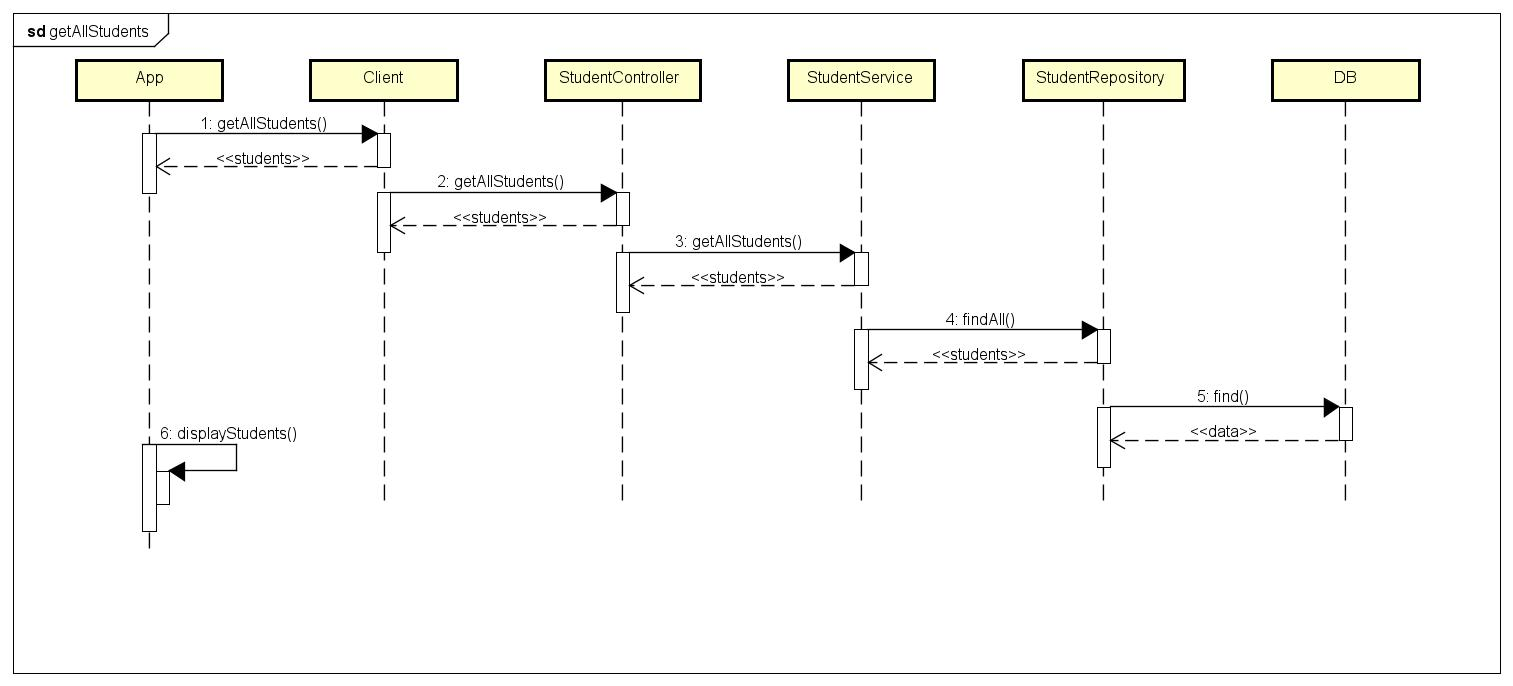 sd getAllStudents
App
Client
StudentController
StudentService
StudentRepository
DB
1: getAllStudents()
<<students>>
2: getAllStudents()
<<students>>
3: getAllStudents()
<<students>>
4: findAll()
<<students>>
5: find()
<<data>>
6: displayStudents()